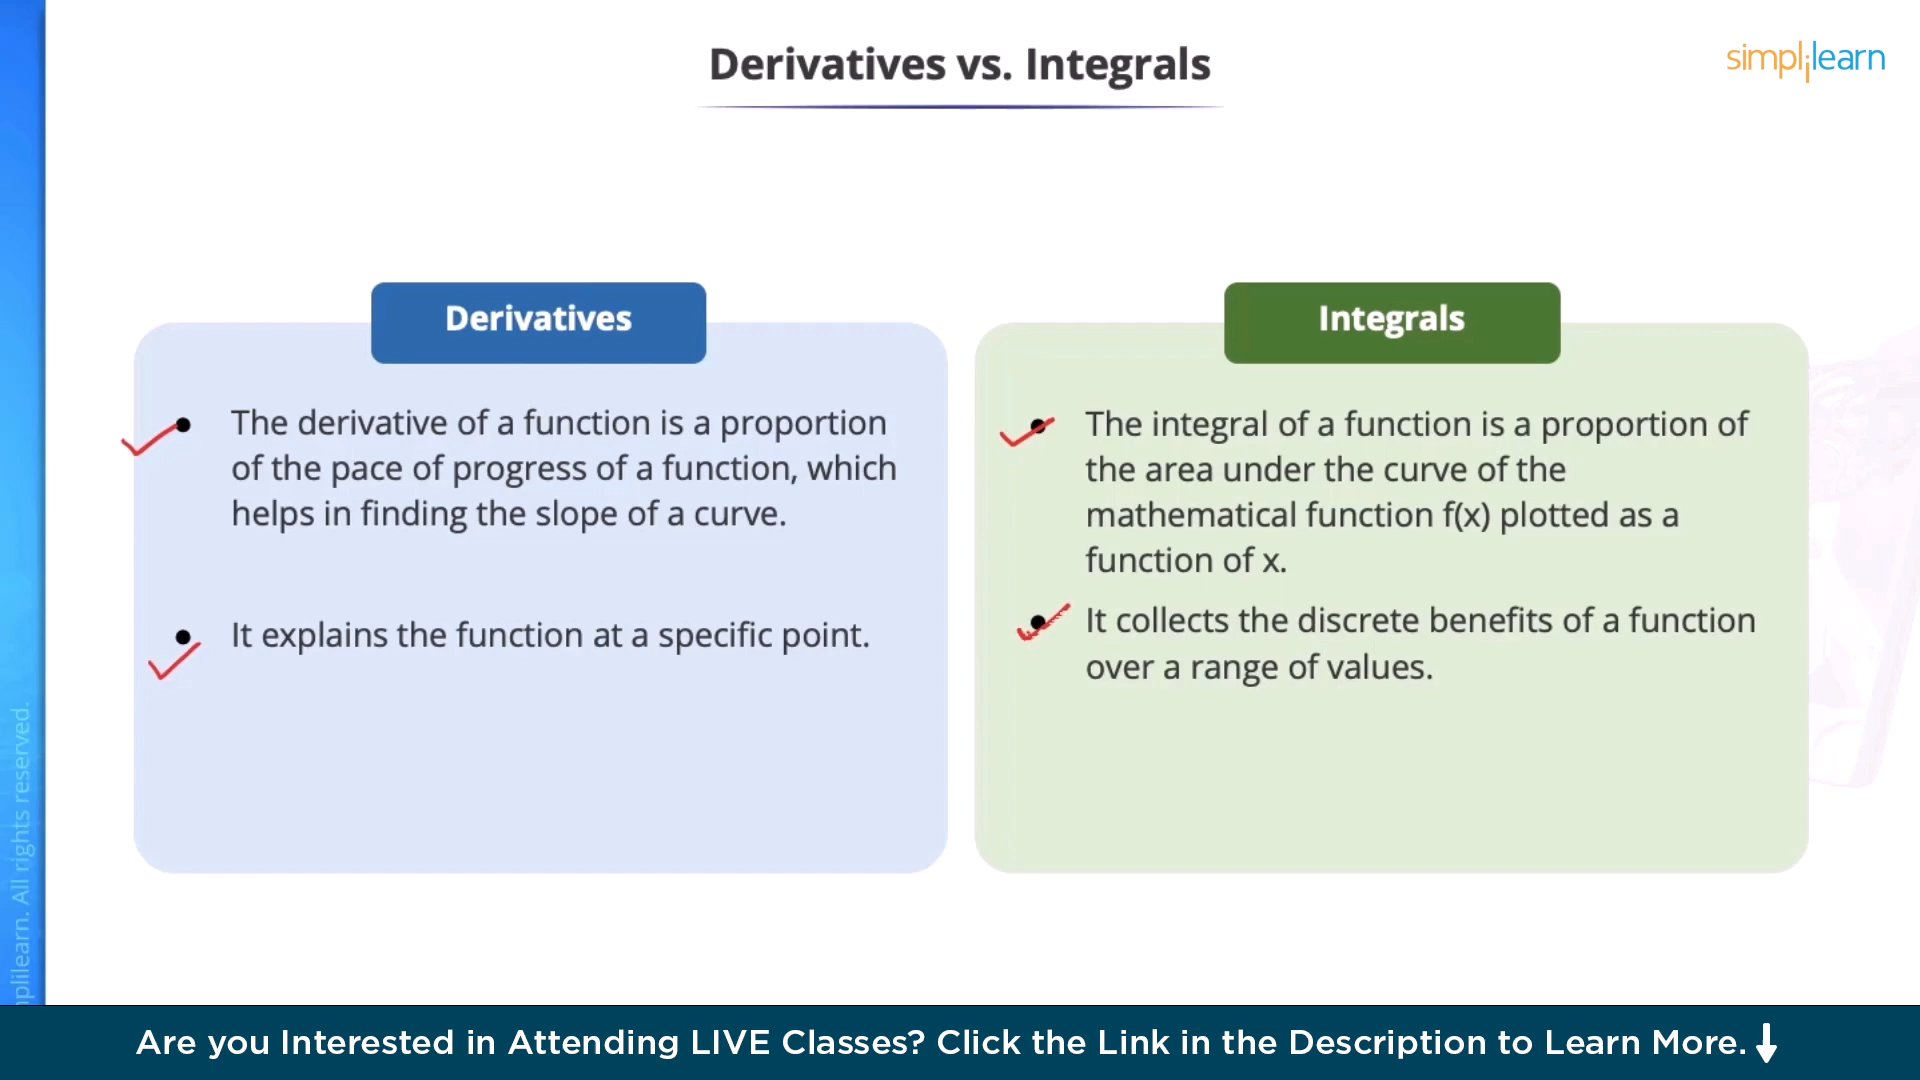 Derivatives vs. Integrals
simplilearn
Derivatives
The derivative of a function is a proportion
of the pace of progress of a function, which
helps in finding the slope of a curve.
It explains the function at a specific point.
Integrals
The integral of a function is a proportion of
the area under the curve of the
mathematical function f(x) plotted as a
function of x.
It collects the discrete benefits of a function
over a range of values.
plilearn. All rights reserved.
Are you Interested in Attending LIVE Classes? Click the Link in the Description to Learn More.